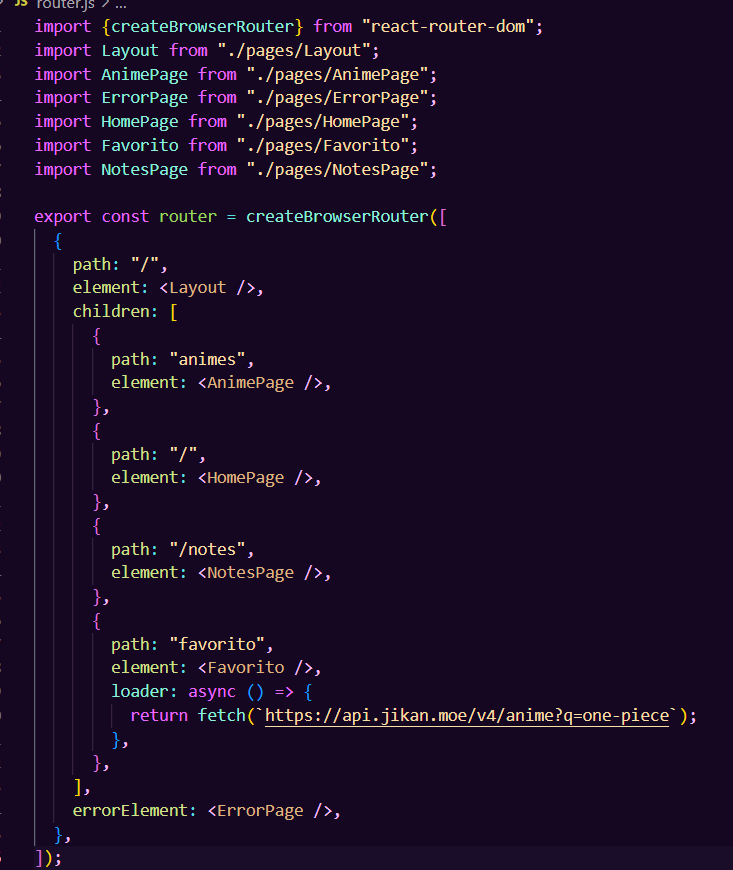 JS router.js > ...
import {createBrowserRouter} from "react-router-dom";
import Layout from "./pages/Layout";
import AnimePage from "./pages/AnimePage";
import ErrorPage from "./pages/ErrorPage";
import HomePage from "./pages/HomePage";
import Favorito from "./pages/Favorito";
import NotesPage from "./pages/NotesPage";

export const router = createBrowserRouter([
  {
    path: "/",
    element: <Layout />,
    children: [
      {
        path: "animes",
        element: <AnimePage />,
      },
      {
        path: "/",
        element: <HomePage />,
      },
      {
        path: "/notes",
        element: <NotesPage />,
      },
      {
        path: "favorito",
        element: <Favorito />,
        loader: async () => {
          return fetch(`https://api.jikan.moe/v4/anime?q=one-piece`);
        },
      },
    ],
    errorElement: <ErrorPage />,
  },
]);